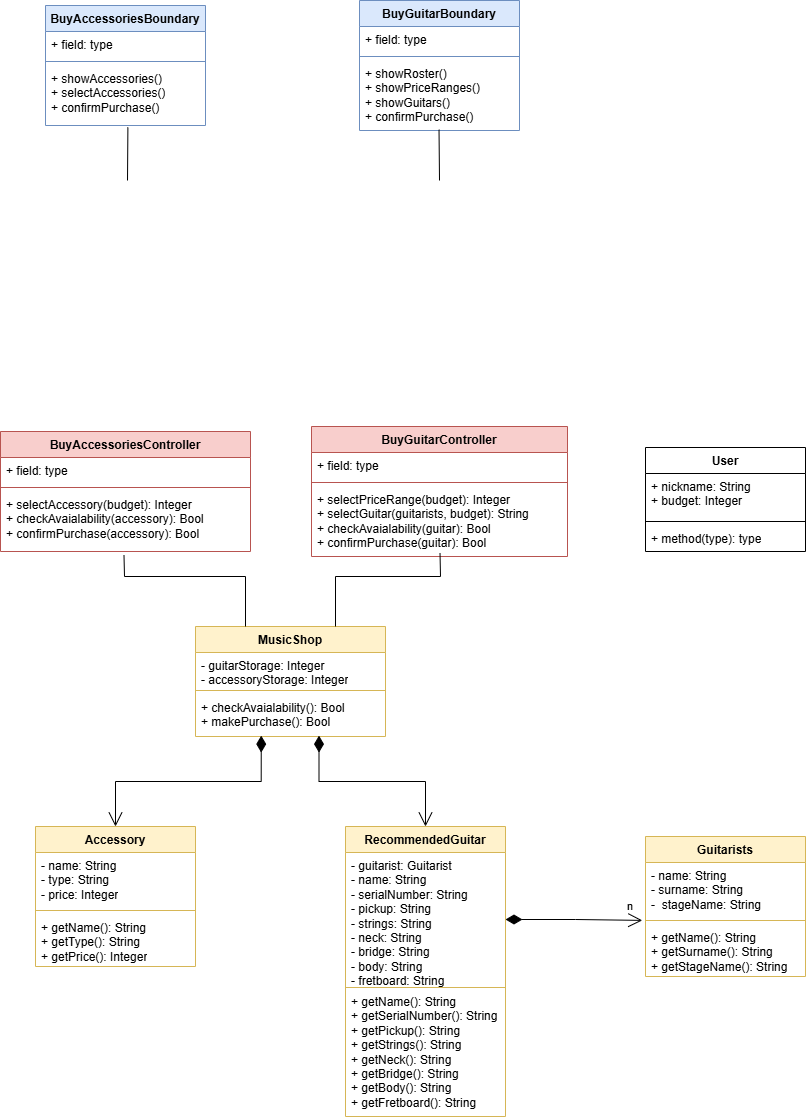 BuyAccessoriesBoundary
+ field: type
+ showAccessories()
+ selectAccessories()
+ confirmPurchase()
BuyGuitarBoundary
+ field: type
+ showRoster()
+ showPriceRanges()
+ showGuitars()
+ confirmPurchase()
BuyAccessoriesController
+ field: type
+ selectAccessory(budget): Integer
+ checkAvaialability(accessory): Bool
+ confirmPurchase(accessory): Bool
BuyGuitarController
+ field: type
+ selectPriceRange(budget): Integer
+ selectGuitar(guitarists, budget): String
+ checkAvaialability(guitar): Bool
+ confirmPurchase(guitar): Bool
User
+ nickname: String
+ budget: Integer
+ method(type): type
MusicShop
- guitarStorage: Integer
- accessoryStorage: Integer
+ checkAvaialability(): Bool
+ makePurchase(): Bool
Accessory
- name: String
- type: String
- price: Integer
+ getName(): String
+ getType(): String
+ getPrice(): Integer
RecommendedGuitar
- guitarist: Guitarist
- name: String
- serialNumber: String
- pickup: String
- strings: String
- neck: String
- bridge: String
- body: String
- fretboard: String
+ getName(): String
+ getSerialNumber(): String
+ getPickup(): String
+ getStrings(): String
+ getNeck(): String
+ getBridge(): String
+ getBody(): String
+ getFretboard(): String
n
Guitarists
- name: String
- surname: String
- stageName: String
+ getName(): String
+ getSurname(): String
+ getStageName(): String